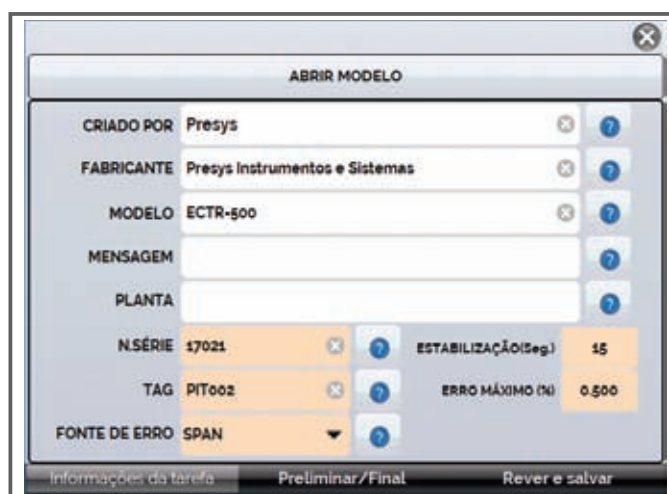 ABRIR MODELO
CRIADO POR Presys
FABRICANTE Presys Instrumentos e Sistemas
MODELO ECTR-500
MENSAGEM
PLANTA
N.SÉRIE 17021 ESTABILIZAÇÃO(Seg.) 15
TAG PIT002 ERRO MÁXIMO (%) 0.500
FONTE DE ERRO SPAN
Informações da tarefa Preliminar/Final Rever e salvar